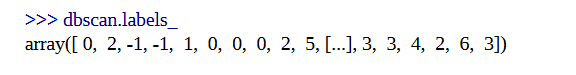 >>> dbscan.labels_
array([ 0, 2, -1, -1, 1, 0, 0, 0, 2, 5, [...], 3, 3, 4, 2, 6, 3])